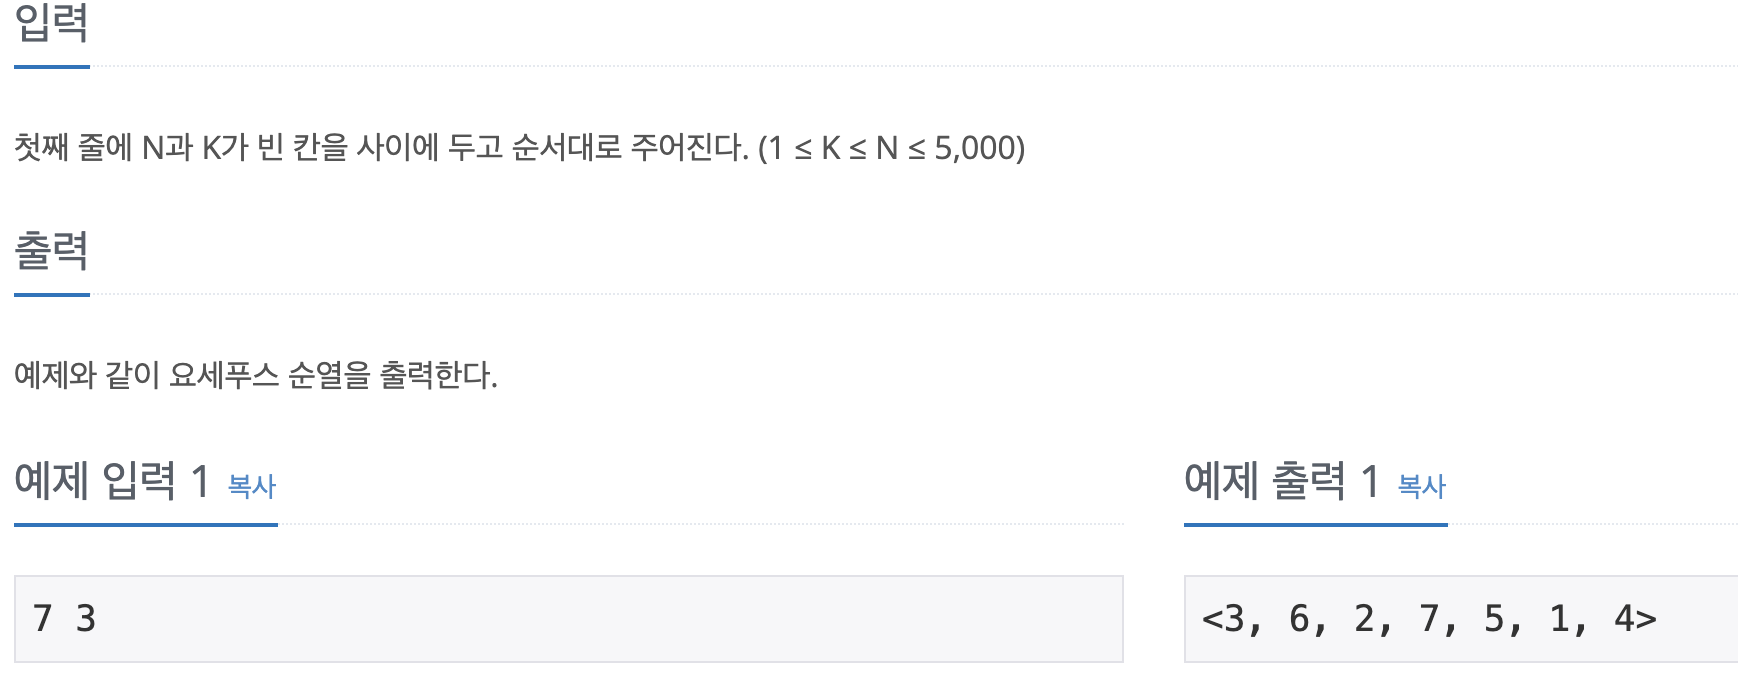 입력
첫째 줄에 N과 K가 빈 칸을 사이에 두고 순서대로 주어진다. (1 ≤ K ≤ N ≤ 5,000)
출력
예제와 같이 요세푸스 순열을 출력한다.
예제 입력 1 복사
7 3
예제 출력 1 복사
<3, 6, 2, 7, 5, 1, 4>